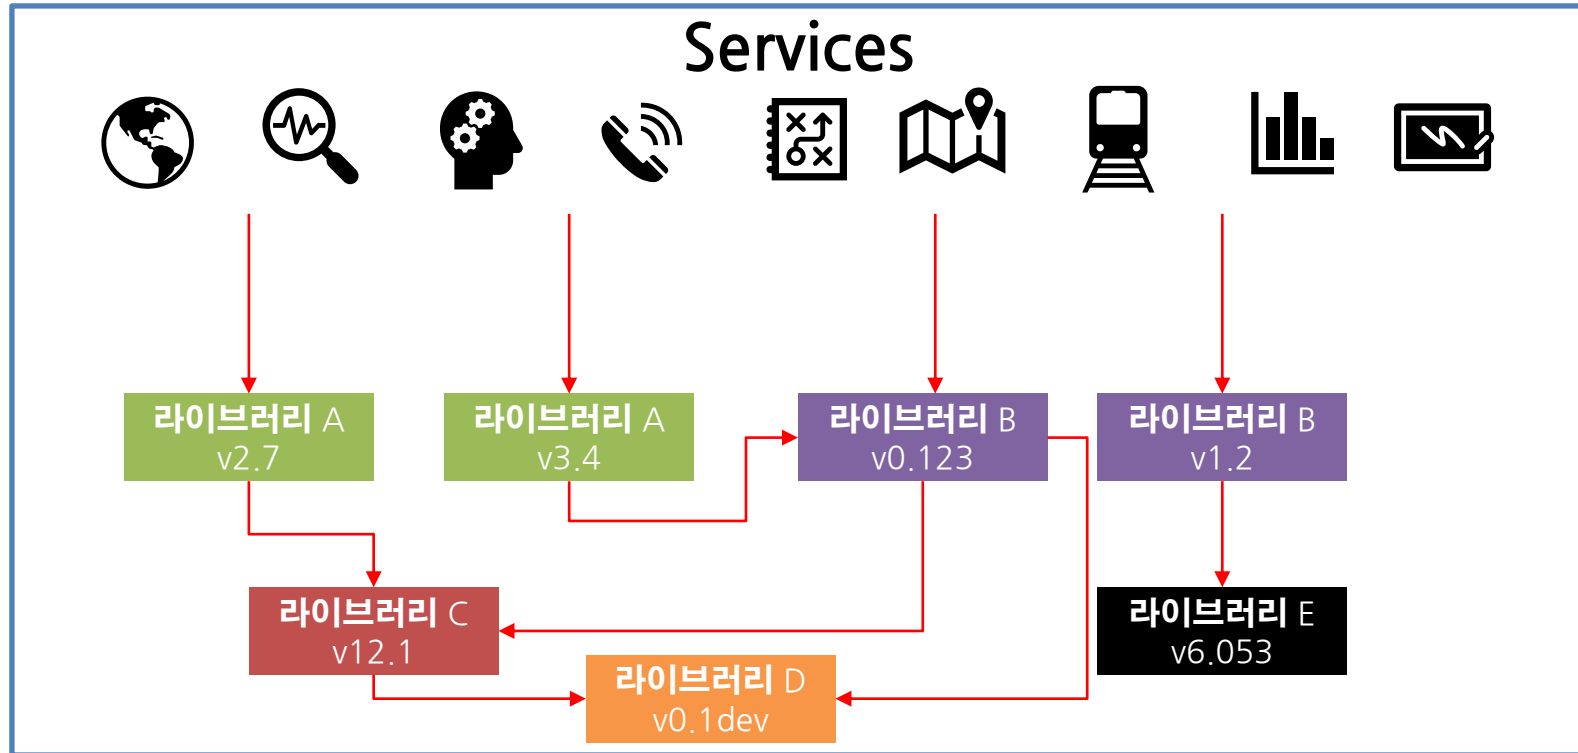 Services
라이브러리 A
v2.7
라이브러리 A
v3.4
라이브러리 B
v0.123
라이브러리 B
v1.2
라이브러리 C
v12.1
라이브러리 D
v0.1dev
라이브러리 E
v6.053